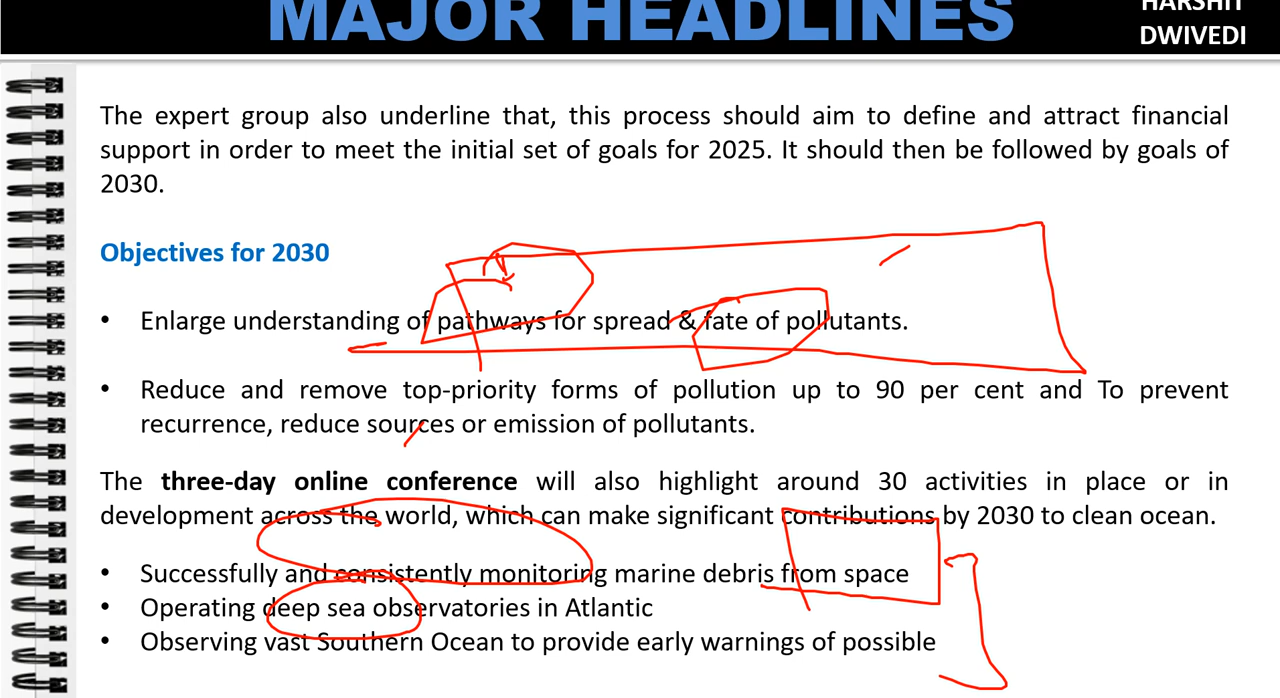 MAJOR HEADLINES
HARSHIT
DWIVEDI
The expert group also underline that, this process should aim to define and attract financial
support in order to meet the initial set of goals for 2025. It should then be followed by goals of
2030.
Objectives for 2030
• Enlarge understanding of pathways for spread & fate of pollutants.
• Reduce and remove top-priority forms of pollution up to 90 per cent and To prevent
recurrence, reduce sources or emission of pollutants.
The three-day online conference will also highlight around 30 activities in place or in
development across the world, which can make significant contributions by 2030 to clean ocean.
• Successfully and consistently monitoring marine debris from space
• Operating deep sea observatories in Atlantic
• Observing vast Southern Ocean to provide early warnings of possible